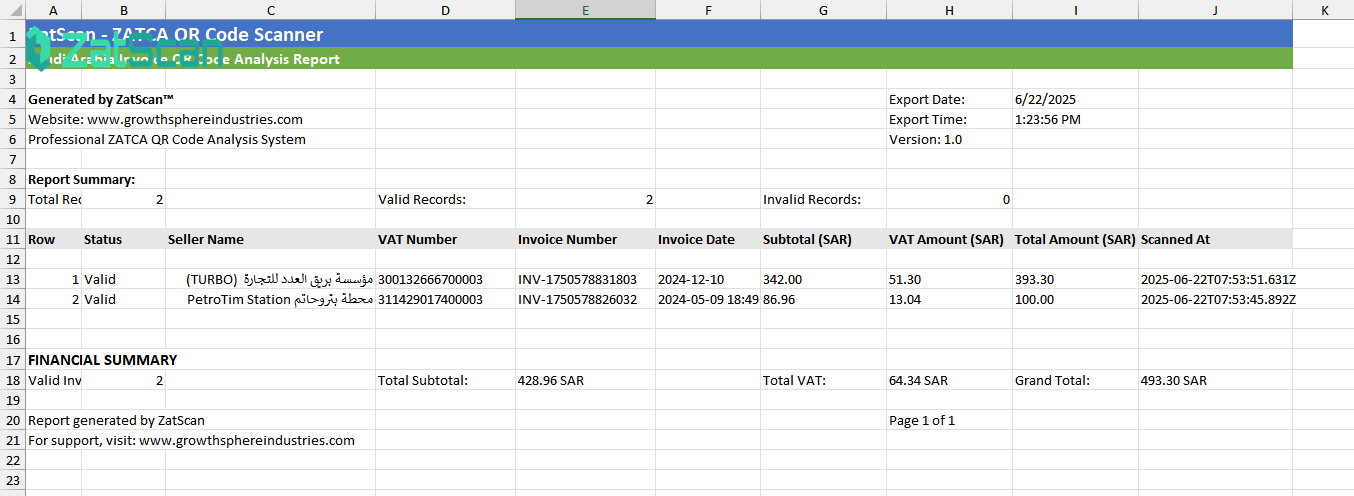 A B C D E F G H I J K
1 ZatScan - ZATCA QR Code Scanner
ZatScan
2 Saudi Arabia Invoice QR Code Analysis Report
3
4 Generated by ZatScan™ Export Date: 6/22/2025
5 Website: www.growthsphereindustries.com Export Time: 1:23:56 PM
6 Professional ZATCA QR Code Analysis System Version: 1.0
7
8 Report Summary:
9 Total Rec 2 Valid Records: 2 Invalid Records: 0
10
11 Row Status Seller Name VAT Number Invoice Number Invoice Date Subtotal (SAR) VAT Amount (SAR) Total Amount (SAR) Scanned At
12
13 1 Valid مؤسسة بريق العدد للتجارة (TURBO) 300132666700003 INV-1750578831803 2024-12-10 342.00 51.30 393.30 2025-06-22T07:53:51.631Z
14 2 Valid محطة بتروحاتم PetroTim Station 311429017400003 INV-1750578826032 2024-05-09 18:49 86.96 13.04 100.00 2025-06-22T07:53:45.892Z
15
16
17 FINANCIAL SUMMARY
18 Valid Inv 2 Total Subtotal: 428.96 SAR Total VAT: 64.34 SAR Grand Total: 493.30 SAR
19
20 Report generated by ZatScan Page 1 of 1
21 For support, visit: www.growthsphereindustries.com
22
23